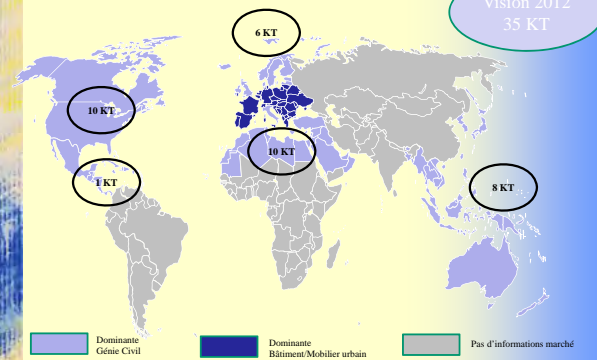 Vision 2012
35 KT
6 KT
10 KT
10 KT
1 KT
8 KT
Dominante
Génie Civil
Dominante
Bâtiment/Mobilier urbain
Pas d'informations marché